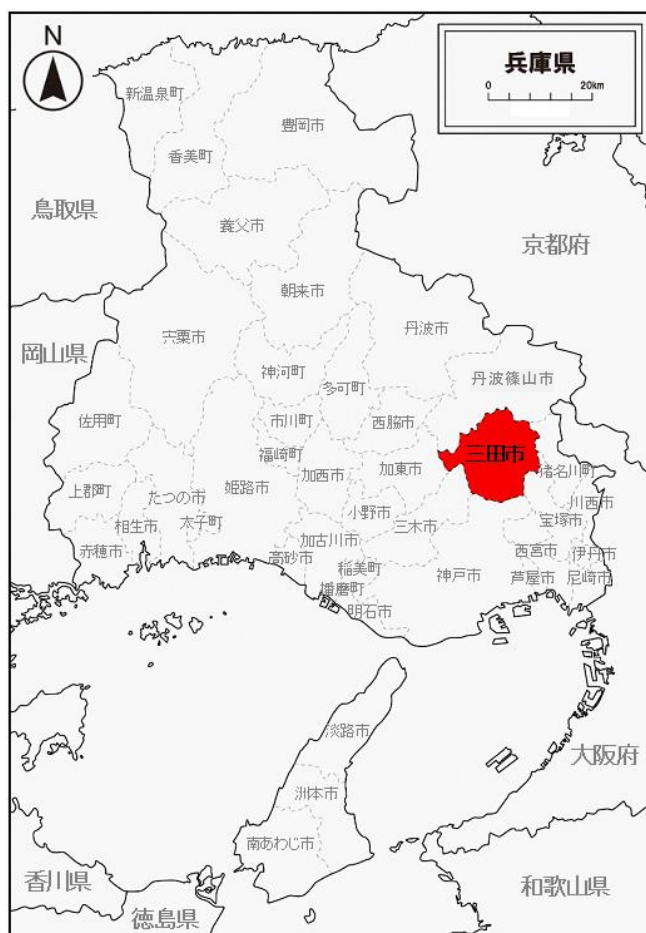 N
兵庫県
0 20km
新温泉町
豊岡市
香美町
鳥取県
養父市
京都府
朝来市
宍粟市
丹波市
岡山県
神河町
丹波篠山市
多可町
佐用町
市川町
西脇市
福崎町
三田市
加西市
加東市
猪名川町
上郡町
たつの市
姫路市
川西市
小野市
宝塚市
相生市
太子町
三木市
赤穂市
加古川市
西宮市
伊丹市
高砂市
稲美町
神戸市
芦屋市
尼崎市
播磨町
明石市
淡路市
大阪府
洲本市
南あわじ市
香川県
和歌山県
徳島県